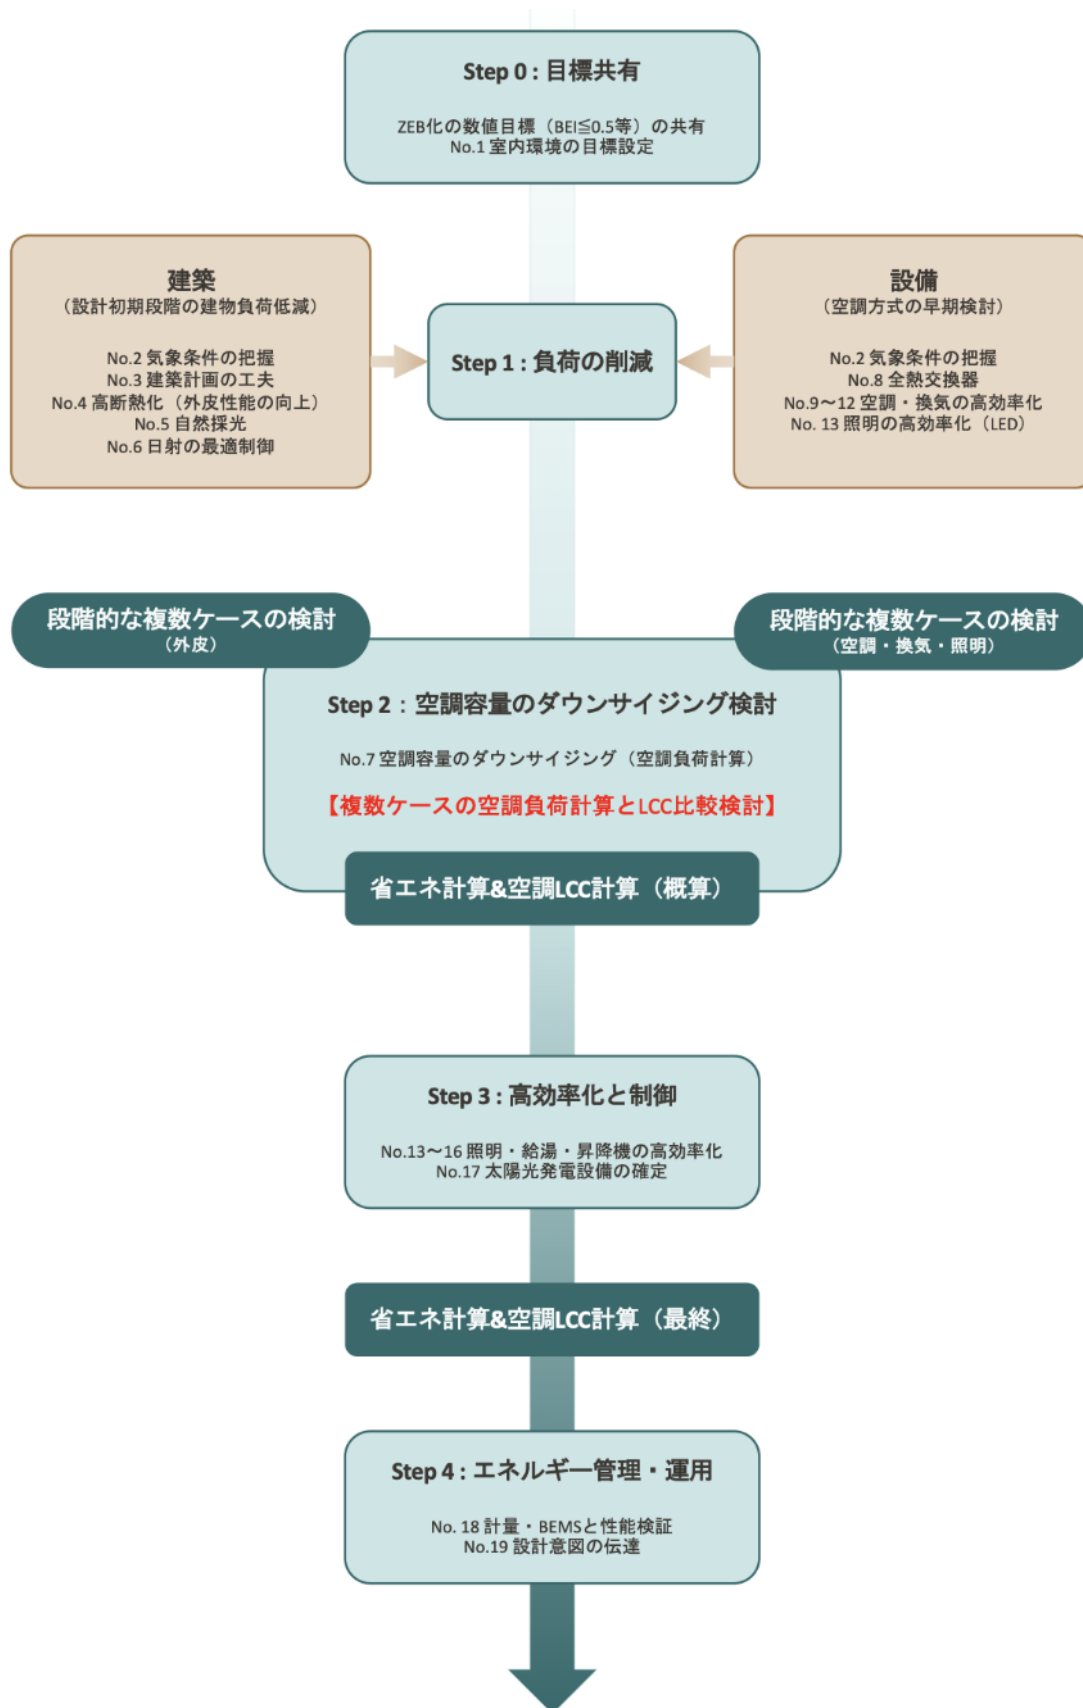 Step 0 : 目標共有
ZEB化の数値目標（BEI≦0.5等）の共有
No.1 室内環境の目標設定
建築
（設計初期段階の建物負荷低減）
No.2 気象条件の把握
No.3 建築計画の工夫
No.4 高断熱化（外皮性能の向上）
No.5 自然採光
No.6 日射の最適制御
Step 1 : 負荷の削減
設備
（空調方式の早期検討）
No.2 気象条件の把握
No.8 全熱交換器
No.9～12 空調・換気の高効率化
No. 13 照明の高効率化（LED）
段階的な複数ケースの検討
（外皮）
段階的な複数ケースの検討
（空調・換気・照明）
Step 2：空調容量のダウンサイジング検討
No.7 空調容量のダウンサイジング（空調負荷計算）
【複数ケースの空調負荷計算とLCC比較検討】
省エネ計算&空調LCC計算（概算）
Step 3 : 高効率化と制御
No.13～16 照明・給湯・昇降機の高効率化
No.17 太陽光発電設備の確定
省エネ計算&空調LCC計算（最終）
Step 4 : エネルギー管理・運用
No. 18 計量・BEMSと性能検証
No.19 設計意図の伝達